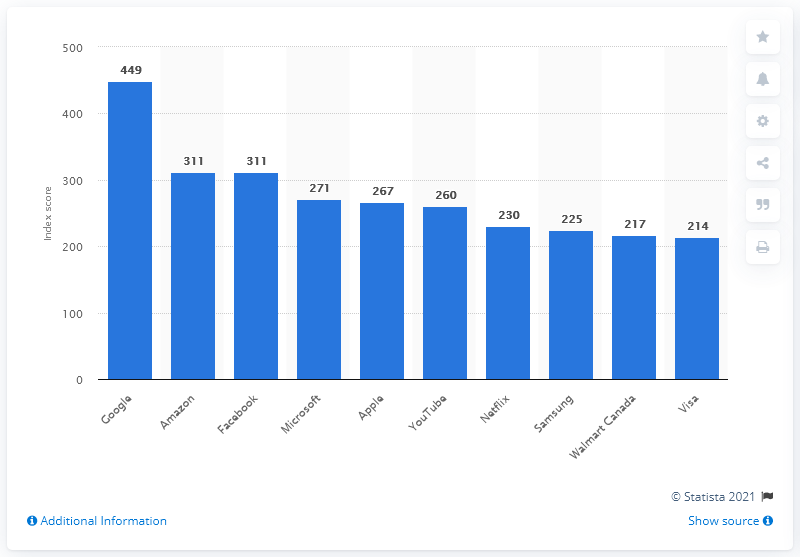 500
400
300
200
100
0
Index score
449
311
311
271
267
260
230
225
217
214
Google
Amazon
Facebook
Microsoft
Apple
YouTube
Netflix
Samsung
Walmart Canada
Visa
© Statista 2021
Additional Information
Show source